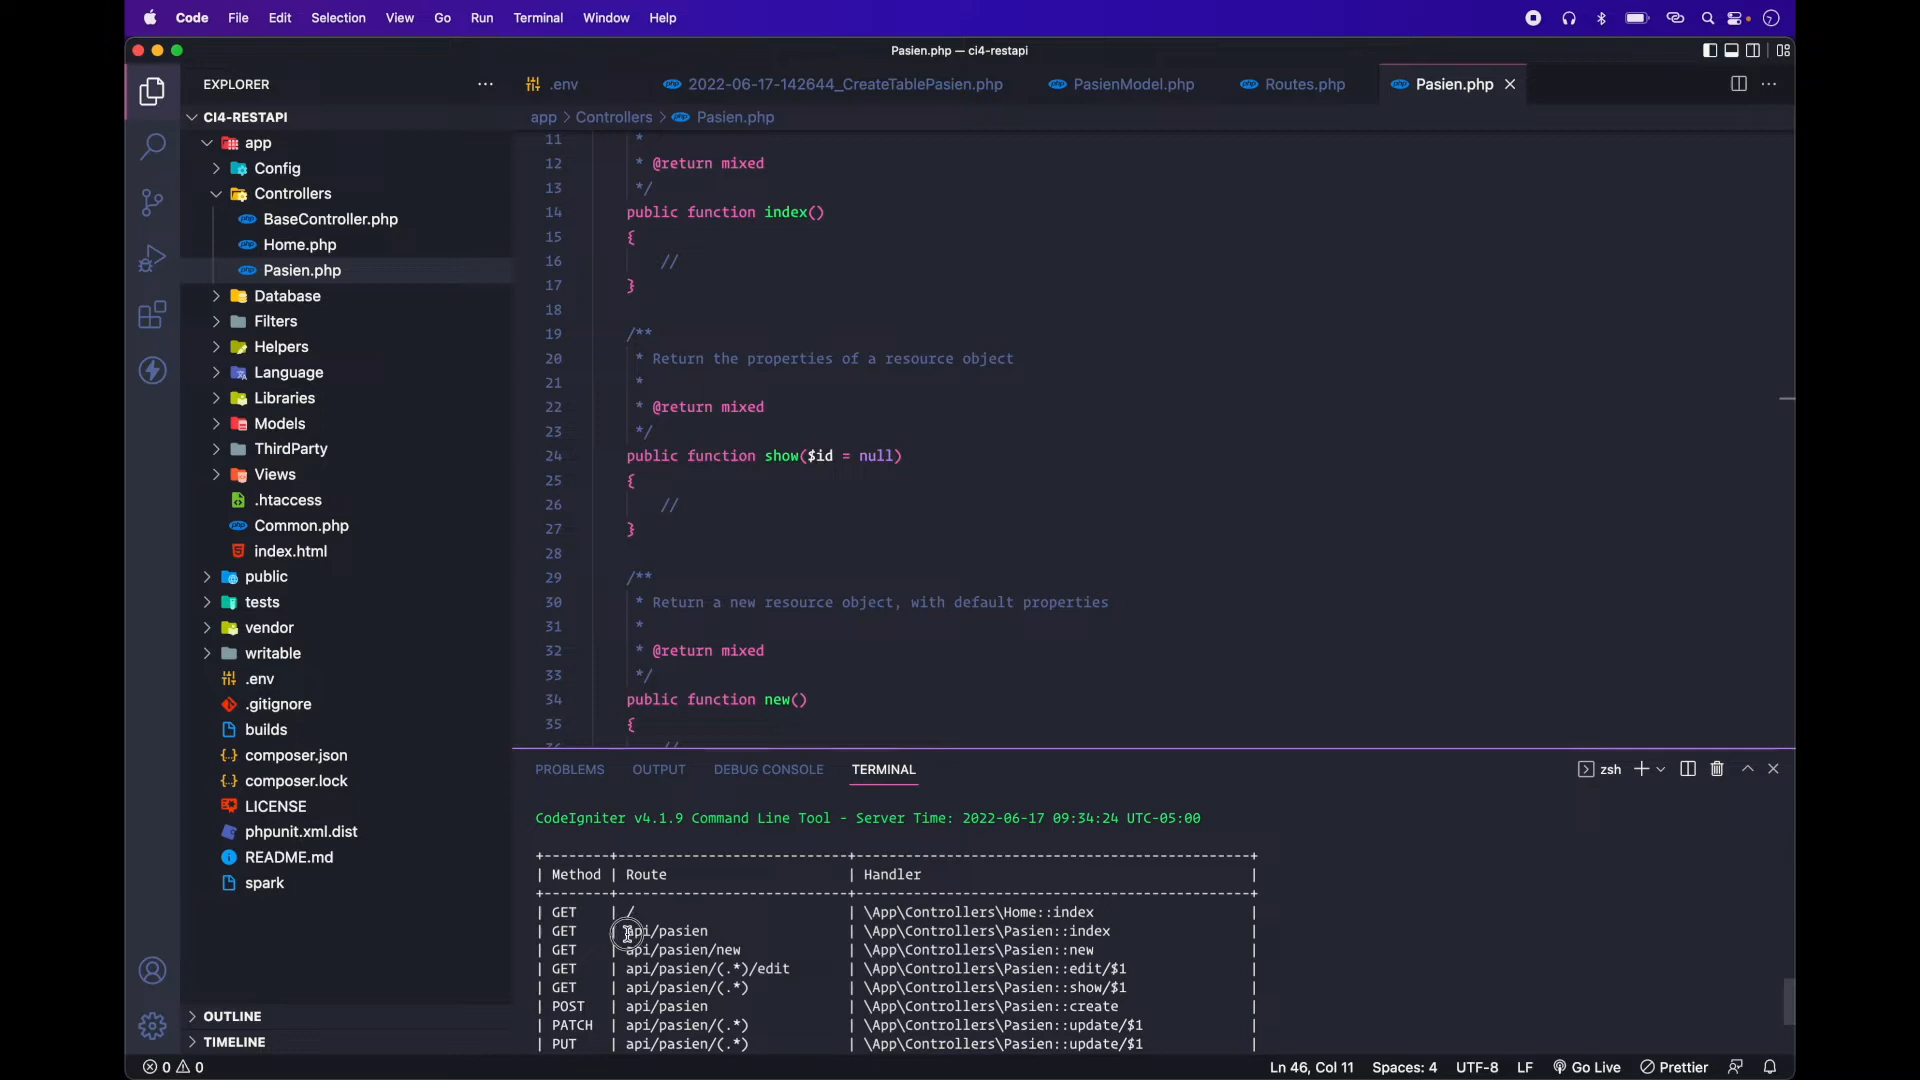 Code File Edit Selection View Go Run Terminal Window Help
Pasien.php — ci4-restapi
EXPLORER
.env
2022-06-17-142644_CreateTablePasien.php
PasienModel.php
Routes.php
Pasien.php
CI4-RESTAPI
app > Controllers > Pasien.php
app
Config
Controllers
BaseController.php
Home.php
Pasien.php
Database
Filters
Helpers
Language
Libraries
Models
ThirdParty
Views
.htaccess
Common.php
index.html
public
tests
vendor
writable
.env
.gitignore
builds
composer.json
composer.lock
LICENSE
phpunit.xml.dist
README.md
spark
OUTLINE
TIMELINE
11 *
12 * @return mixed
13 */
14 public function index()
15 {
16 //
17 }
18
19 /**
20 * Return the properties of a resource object
21 *
22 * @return mixed
23 */
24 public function show($id = null)
25 {
26 //
27 }
28
29 /**
30 * Return a new resource object, with default properties
31 *
32 * @return mixed
33 */
34 public function new()
35 {
36 //
PROBLEMS OUTPUT DEBUG CONSOLE TERMINAL
zsh
CodeIgniter v4.1.9 Command Line Tool - Server Time: 2022-06-17 09:34:24 UTC-05:00
+--------+----------------------------+------------------------------------------------+
| Method | Route | Handler |
+--------+----------------------------+------------------------------------------------+
| GET | / | \App\Controllers\Home::index |
| GET | api/pasien | \App\Controllers\Pasien::index |
| GET | api/pasien/new | \App\Controllers\Pasien::new |
| GET | api/pasien/(.*)/edit | \App\Controllers\Pasien::edit/$1 |
| GET | api/pasien/(.*) | \App\Controllers\Pasien::show/$1 |
| POST | api/pasien | \App\Controllers\Pasien::create |
| PATCH | api/pasien/(.*) | \App\Controllers\Pasien::update/$1 |
| PUT | api/pasien/(.*) | \App\Controllers\Pasien::update/$1 |
0 0
Ln 46, Col 11 Spaces: 4 UTF-8 LF Go Live Prettier